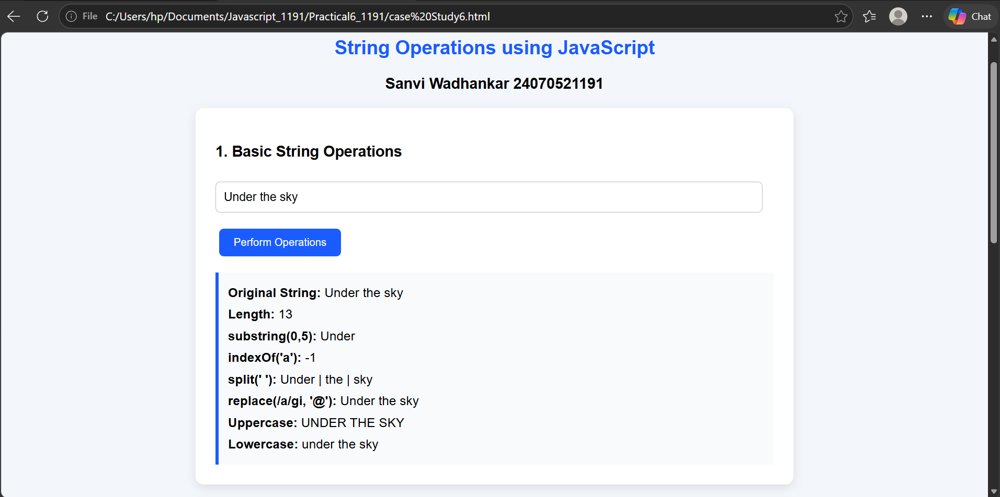 File C:/Users/hp/Documents/Javascript_1191/Practical6_1191/case%20Study6.html
Chat
String Operations using JavaScript
Sanvi Wadhankar 24070521191
1. Basic String Operations
Under the sky
Perform Operations
Original String: Under the sky
Length: 13
substring(0,5): Under
indexOf('a'): -1
split(' '): Under | the | sky
replace(/a/gi, '@'): Under the sky
Uppercase: UNDER THE SKY
Lowercase: under the sky